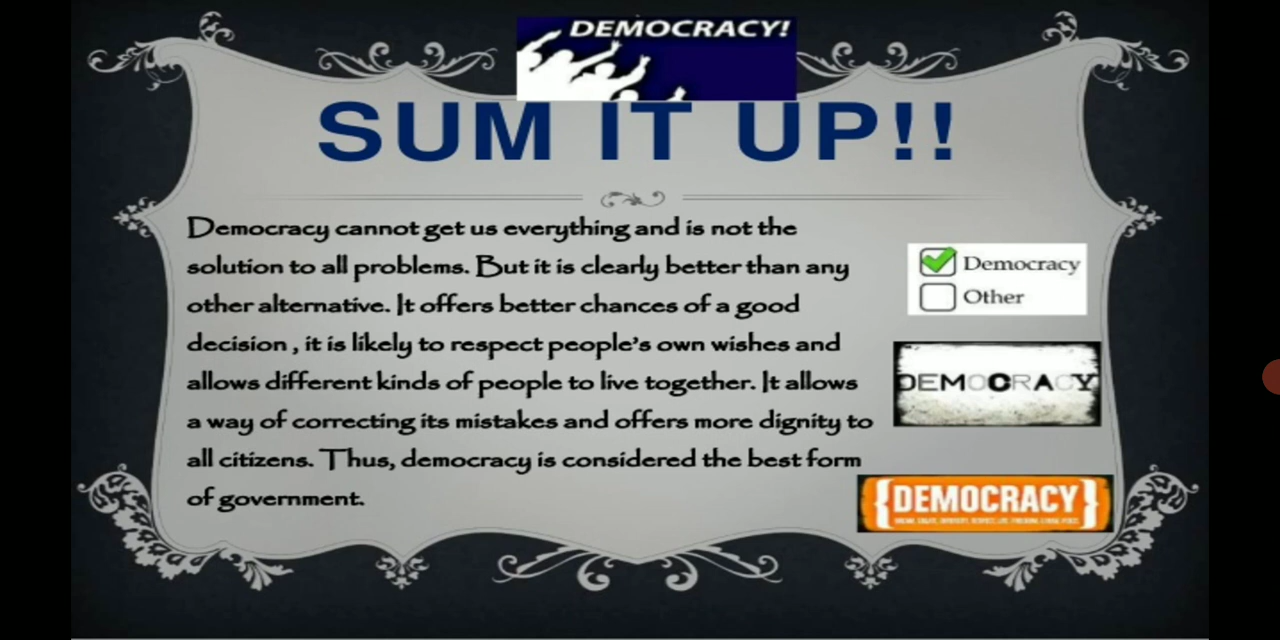 DEMOCRACY!
SUM IT UP!!
Democracy cannot get us everything and is not the
solution to all problems. But it is clearly better than any
other alternative. It offers better chances of a good
decision , it is likely to respect people's own wishes and
allows different kinds of people to live together. It allows
a way of correcting its mistakes and offers more dignity to
all citizens. Thus, democracy is considered the best form
of government.
Democracy
Other
DEMOCRACY
{DEMOCRACY}